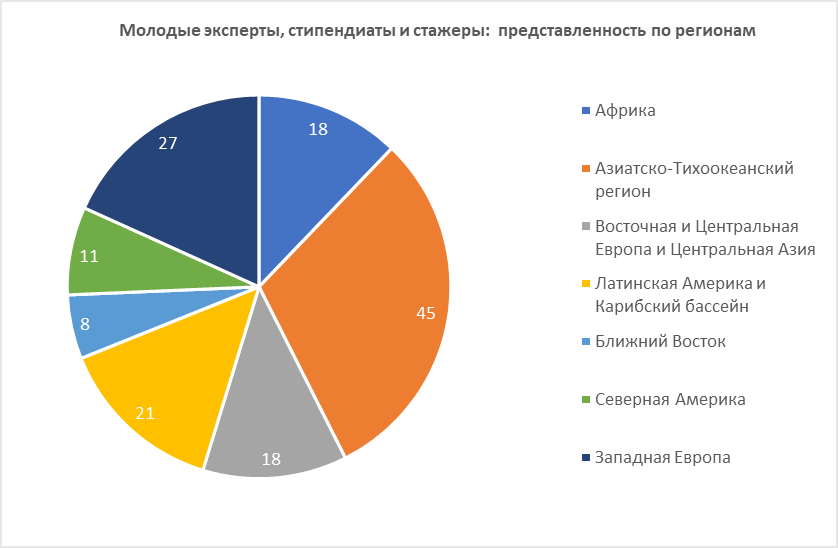 Молодые эксперты, стипендиаты и стажеры:  представленность по регионам
18
45
18
21
8
11
27
Африка
Азиатско-Тихоокеанский
регион
Восточная и Центральная
Европа и Центральная Азия
Латинская Америка и
Карибский бассейн
Ближний Восток
Северная Америка
Западная Европа